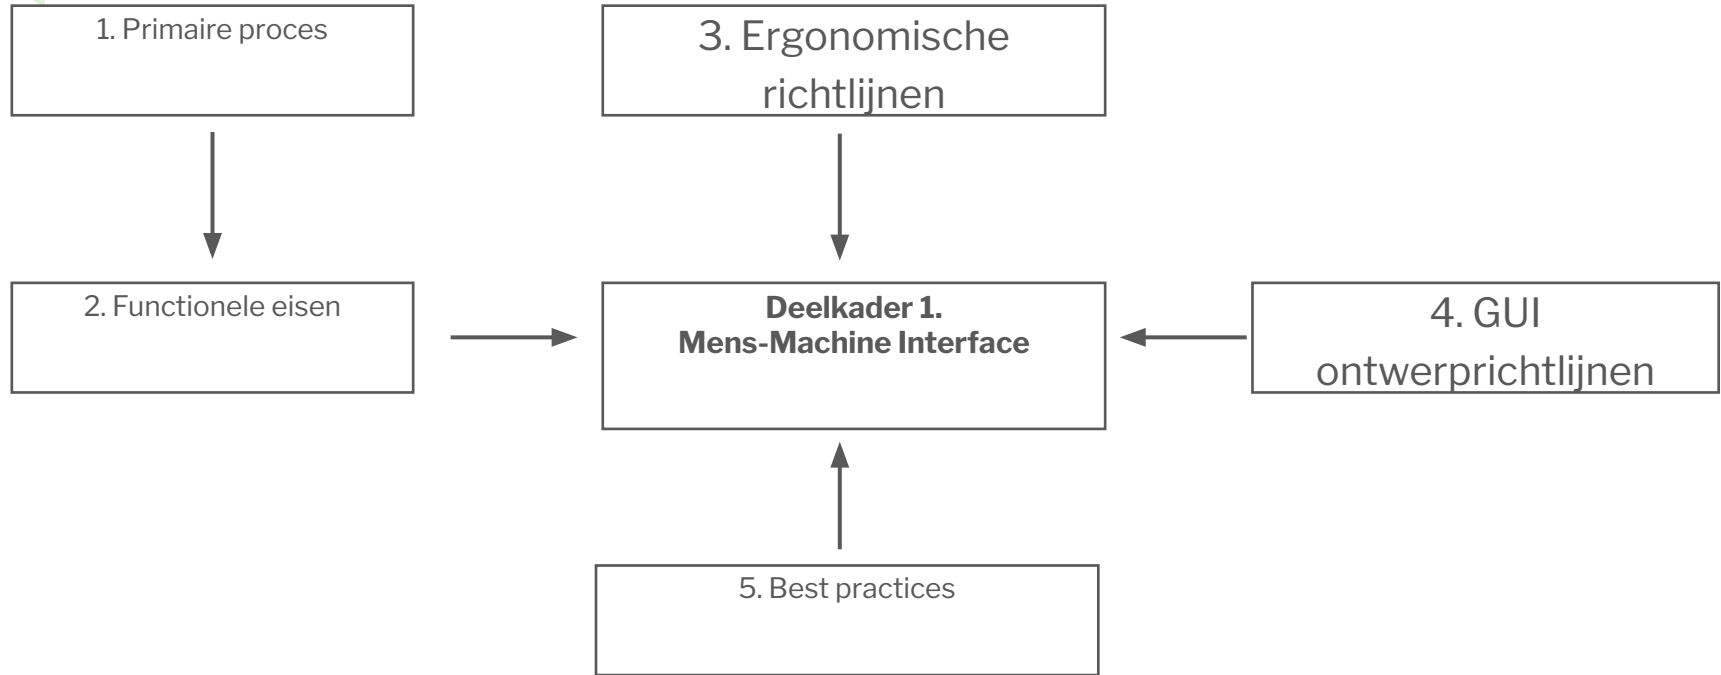 1. Primaire proces
3. Ergonomische
richtlijnen
2. Functionele eisen
Deelkader 1.
Mens-Machine Interface
4. GUI
ontwerprichtlijnen
5. Best practices